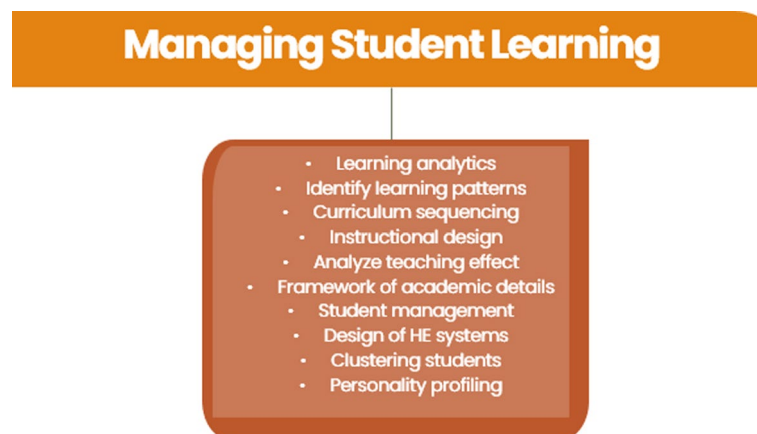 Managing Student Learning
• Learning analytics
• Identify learning patterns
• Curriculum sequencing
• Instructional design
• Analyze teaching effect
• Framework of academic details
• Student management
• Design of HE systems
• Clustering students
• Personality profiling